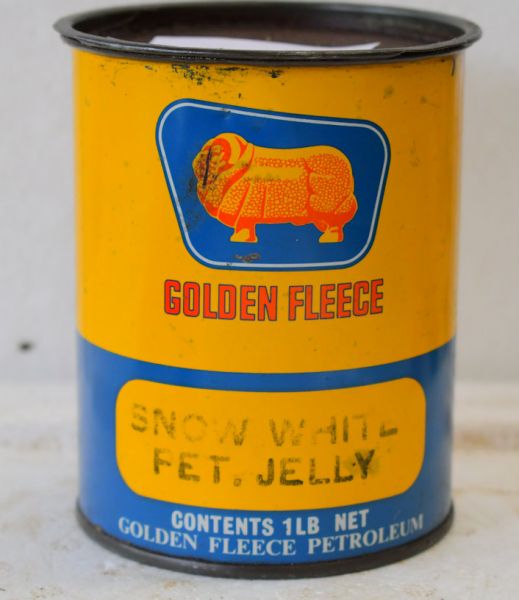 GOLDEN FLEECE
SNOW WHITE
PET. JELLY
CONTENTS 1LB NET
GOLDEN FLEECE PETROLEUM